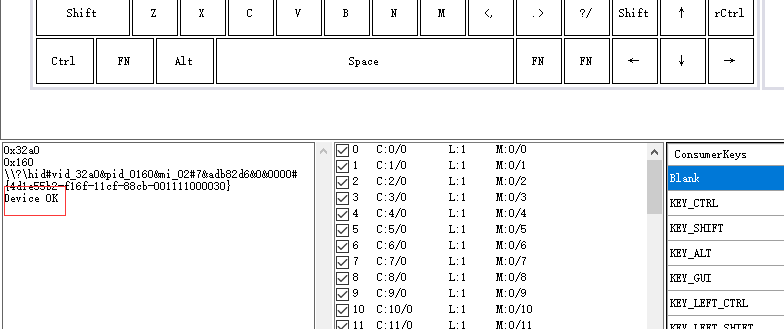 Shift Z X C V B N M <, .> ?/ Shift ↑ rCtrl
Ctrl FN Alt Space FN FN ← ↓ →
0x32a0
0x160
\\?\hid#vid_32a0&pid_0160&mi_02#7&adb82d6&0&0000#
{4d1e55b2-f16f-11cf-88cb-001111000030}
Device OK
0 C:0/0 L:1 M:0/0
1 C:1/0 L:1 M:0/1
2 C:2/0 L:1 M:0/2
3 C:3/0 L:1 M:0/3
4 C:4/0 L:1 M:0/4
5 C:5/0 L:1 M:0/5
6 C:6/0 L:1 M:0/6
7 C:7/0 L:1 M:0/7
8 C:8/0 L:1 M:0/8
9 C:9/0 L:1 M:0/9
10 C:10/0 L:1 M:0/10
11 C:11/0 L:1 M:0/11
ConsumerKeys
Blank
KEY_CTRL
KEY_SHIFT
KEY_ALT
KEY_GUI
KEY_LEFT_CTRL
KEY_LEFT_SHIFT